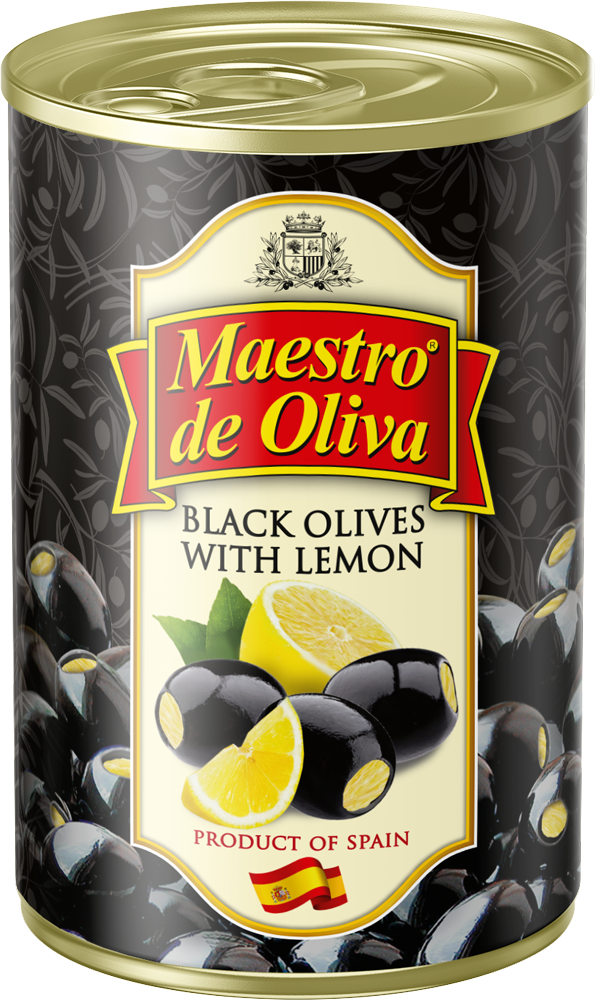 Maestro®
de Oliva
BLACK OLIVES
WITH LEMON
PRODUCT OF SPAIN